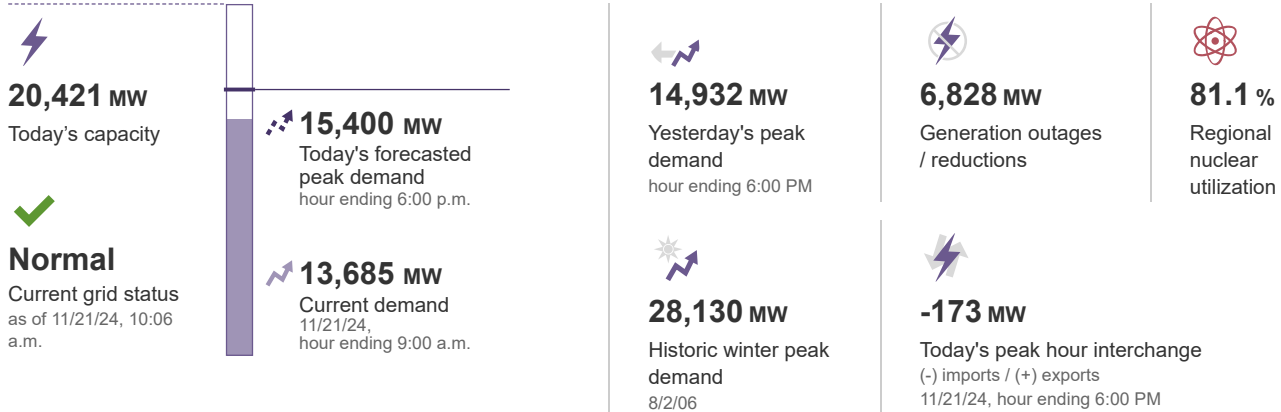 20,421 MW
Today's capacity
Normal
Current grid status
as of 11/21/24, 10:06
a.m.
15,400 MW
Today's forecasted
peak demand
hour ending 6:00 p.m.
13,685 MW
Current demand
11/21/24,
hour ending 9:00 a.m.
14,932 MW
Yesterday's peak
demand
hour ending 6:00 PM
6,828 MW
Generation outages
/ reductions
81.1 %
Regional
nuclear
utilization
28,130 MW
Historic winter peak
demand
8/2/06
-173 MW
Today's peak hour interchange
(-) imports / (+) exports
11/21/24, hour ending 6:00 PM